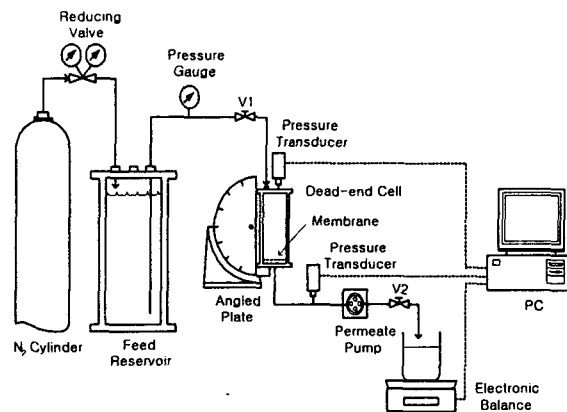 Reducing
Valve
Pressure
Gauge
V1
Pressure
Transducer
Dead-end Cell
Membrane
Pressure
Transducer
V2
PC
Angled
Plate
Permeate
Pump
N₂ Cylinder
Feed
Reservoir
Electronic
Balance